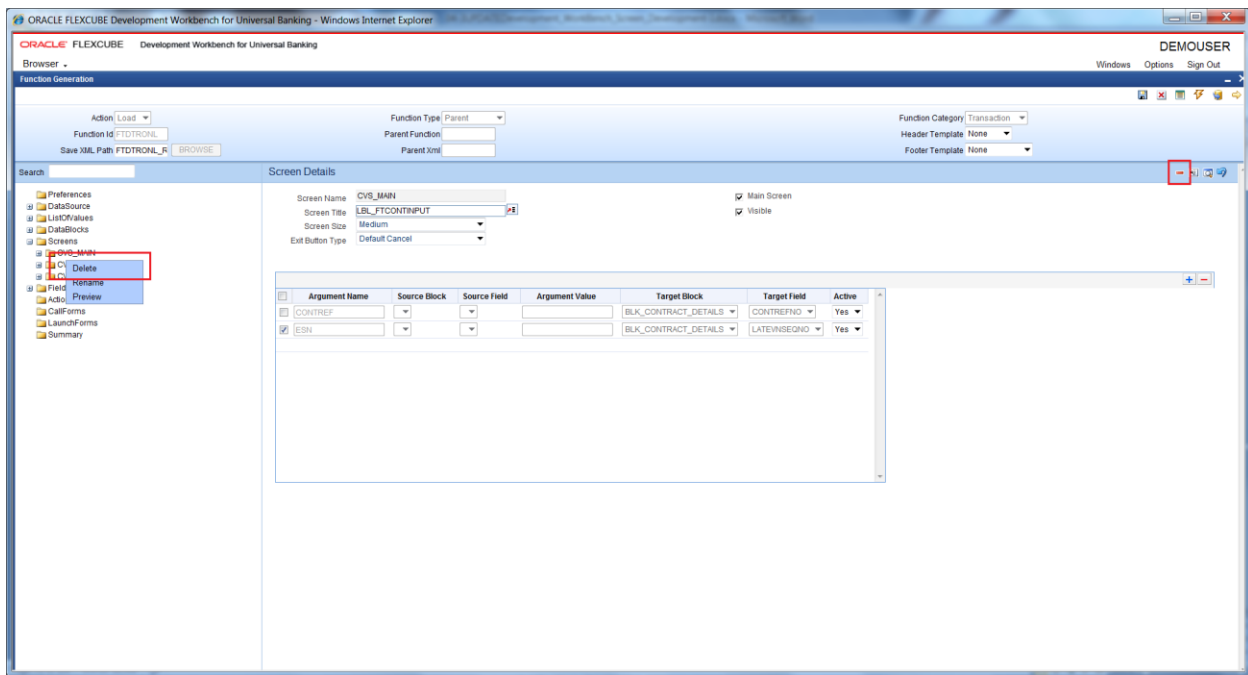 ORACLE FLEXCUBE Development Workbench for Universal Banking - Windows Internet Explorer
ORACLE FLEXCUBE Development Workbench for Universal Banking DEMOUSER
Browser Windows Options Sign Out
Function Generation
Action Load Function Type Parent Function Category Transaction
Function Id FTDTRONL Parent Function Header Template None
Save XML Path FTDTRONL_R BROWSE Parent Xml Footer Template None
Search Screen Details
Preferences
DataSource
ListOfValues
DataBlocks
Screens
CVS_MAIN
Delete
Rename
Preview
Field
Actio
CallForms
LaunchForms
Summary
Screen Name CVS_MAIN Main Screen
Screen Title LBL_FTCONTINPUT Visible
Screen Size Medium
Exit Button Type Default Cancel
Argument Name Source Block Source Field Argument Value Target Block Target Field Active
CONTREF BLK_CONTRACT_DETAILS CONTREFNO Yes
ESN BLK_CONTRACT_DETAILS LATEVNSEQNO Yes